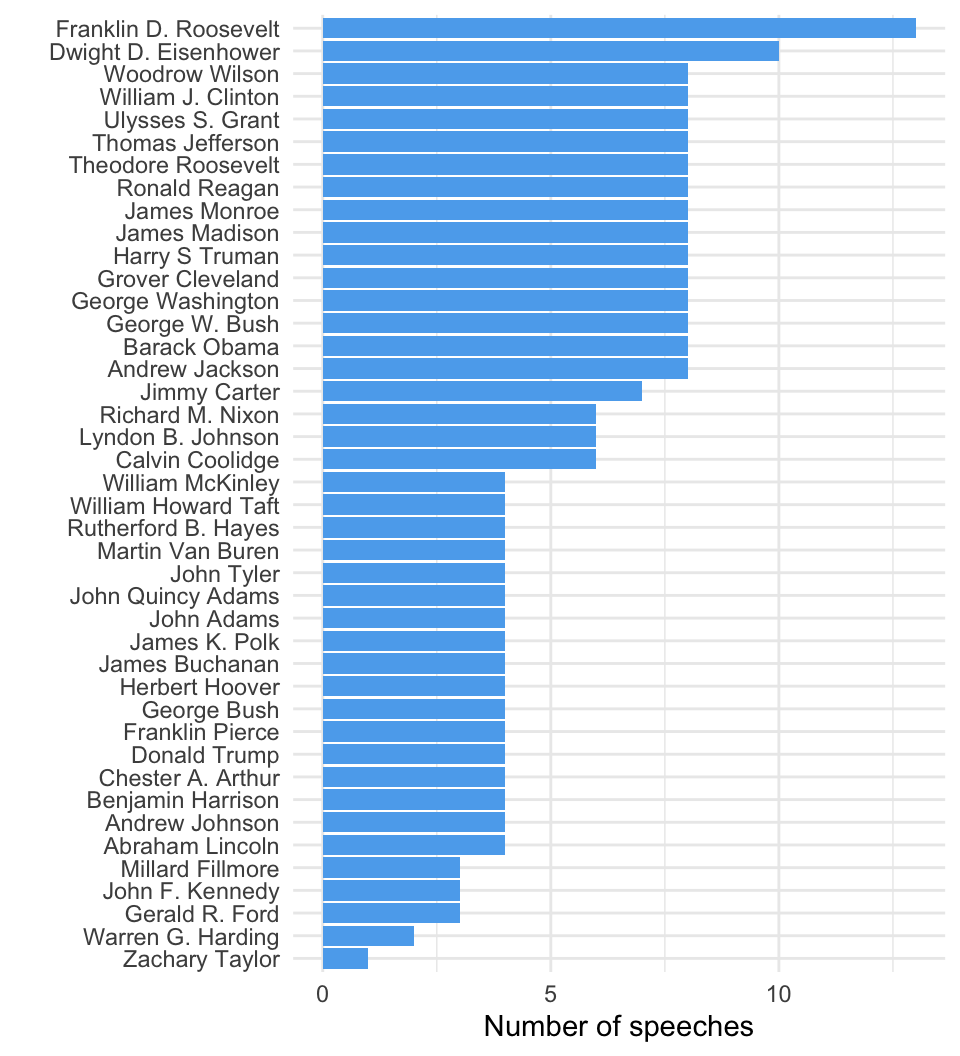 Franklin D. Roosevelt
Dwight D. Eisenhower
Woodrow Wilson
William J. Clinton
Ulysses S. Grant
Thomas Jefferson
Theodore Roosevelt
Ronald Reagan
James Monroe
James Madison
Harry S Truman
Grover Cleveland
George Washington
George W. Bush
Barack Obama
Andrew Jackson
Jimmy Carter
Richard M. Nixon
Lyndon B. Johnson
Calvin Coolidge
William McKinley
William Howard Taft
Rutherford B. Hayes
Martin Van Buren
John Tyler
John Quincy Adams
John Adams
James K. Polk
James Buchanan
Herbert Hoover
George Bush
Franklin Pierce
Donald Trump
Chester A. Arthur
Benjamin Harrison
Andrew Johnson
Abraham Lincoln
Millard Fillmore
John F. Kennedy
Gerald R. Ford
Warren G. Harding
Zachary Taylor
0 5 10
Number of speeches